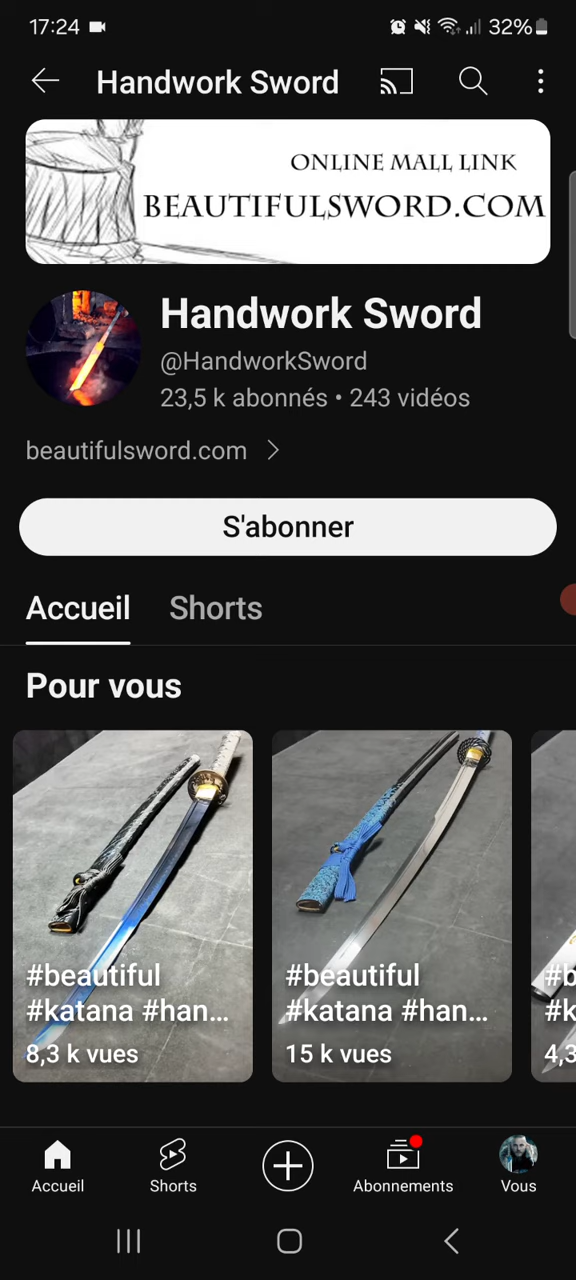 17:24
32%
Handwork Sword
ONLINE MALL LINK
BEAUTIFULSWORD.COM
Handwork Sword
@HandworkSword
23,5 k abonnés • 243 vidéos
beautifulsword.com
S'abonner
Accueil Shorts
Pour vous
#beautiful
#katana #han...
8,3 k vues
#beautiful
#katana #han...
15 k vues
#b
#k
4,3
Accueil Shorts Abonnements Vous